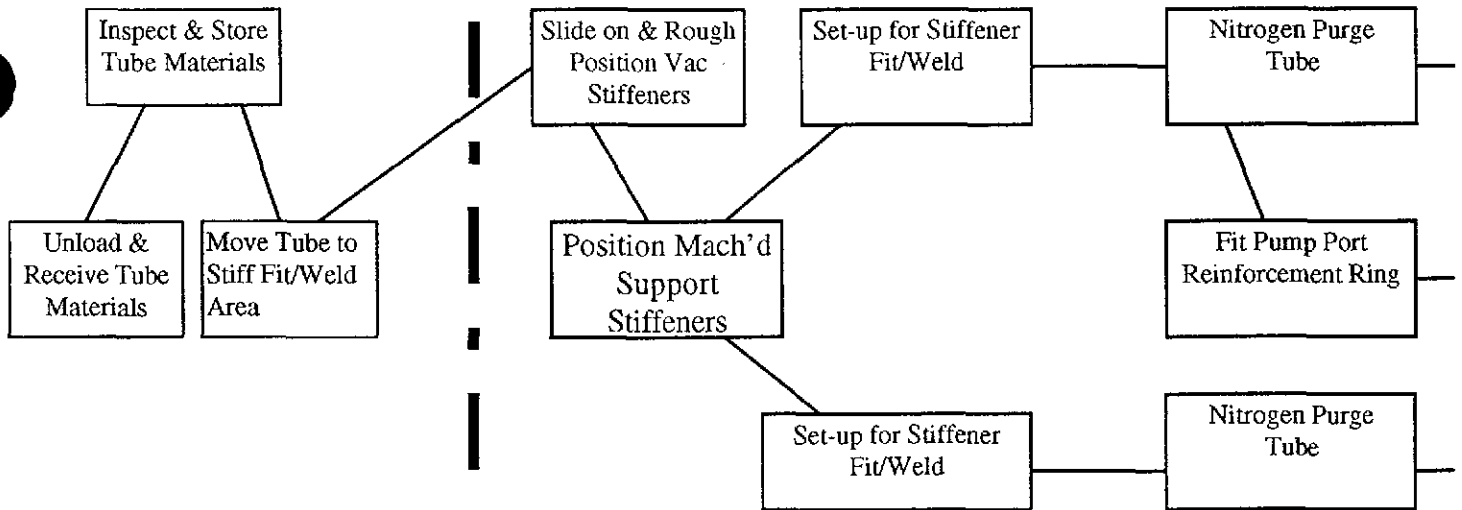 Inspect & Store
Tube Materials
Unload &
Receive Tube
Materials
Move Tube to
Stiff Fit/Weld
Area
Slide on & Rough
Position Vac
Stiffeners
Position Mach'd
Support
Stiffeners
Set-up for Stiffener
Fit/Weld
Nitrogen Purge
Tube
Fit Pump Port
Reinforcement Ring
Set-up for Stiffener
Fit/Weld
Nitrogen Purge
Tube